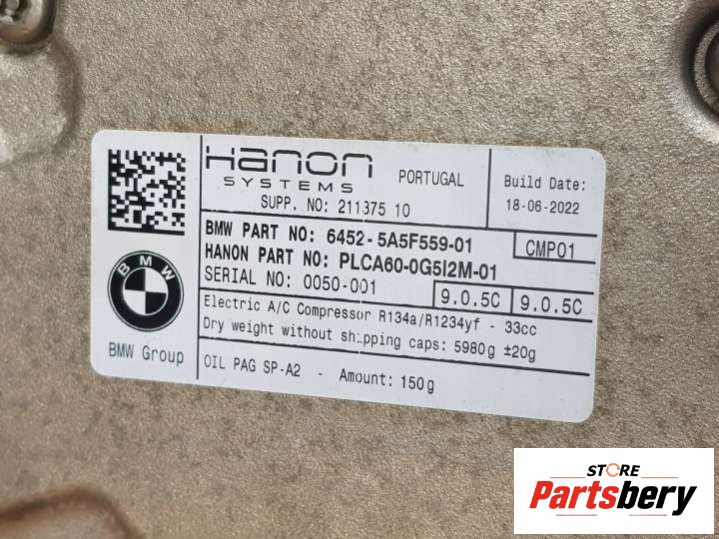 Hanon
SYSTEMS
PORTUGAL
SUPP. NO: 211375 10
Build Date:
18-06-2022
BMW PART NO: 6452-5A5F559-01
CMP01
HANON PART NO: PLCA60-0G5I2M-01
SERIAL NO: 0050-001
9.0.5C 9.0.5C
Electric A/C Compressor R134a/R1234yf - 33cc
Dry weight without shipping caps: 5980g ±20g
OIL PAG SP-A2 - Amount: 150g
BMW
BMW Group
STORE
Partsbery